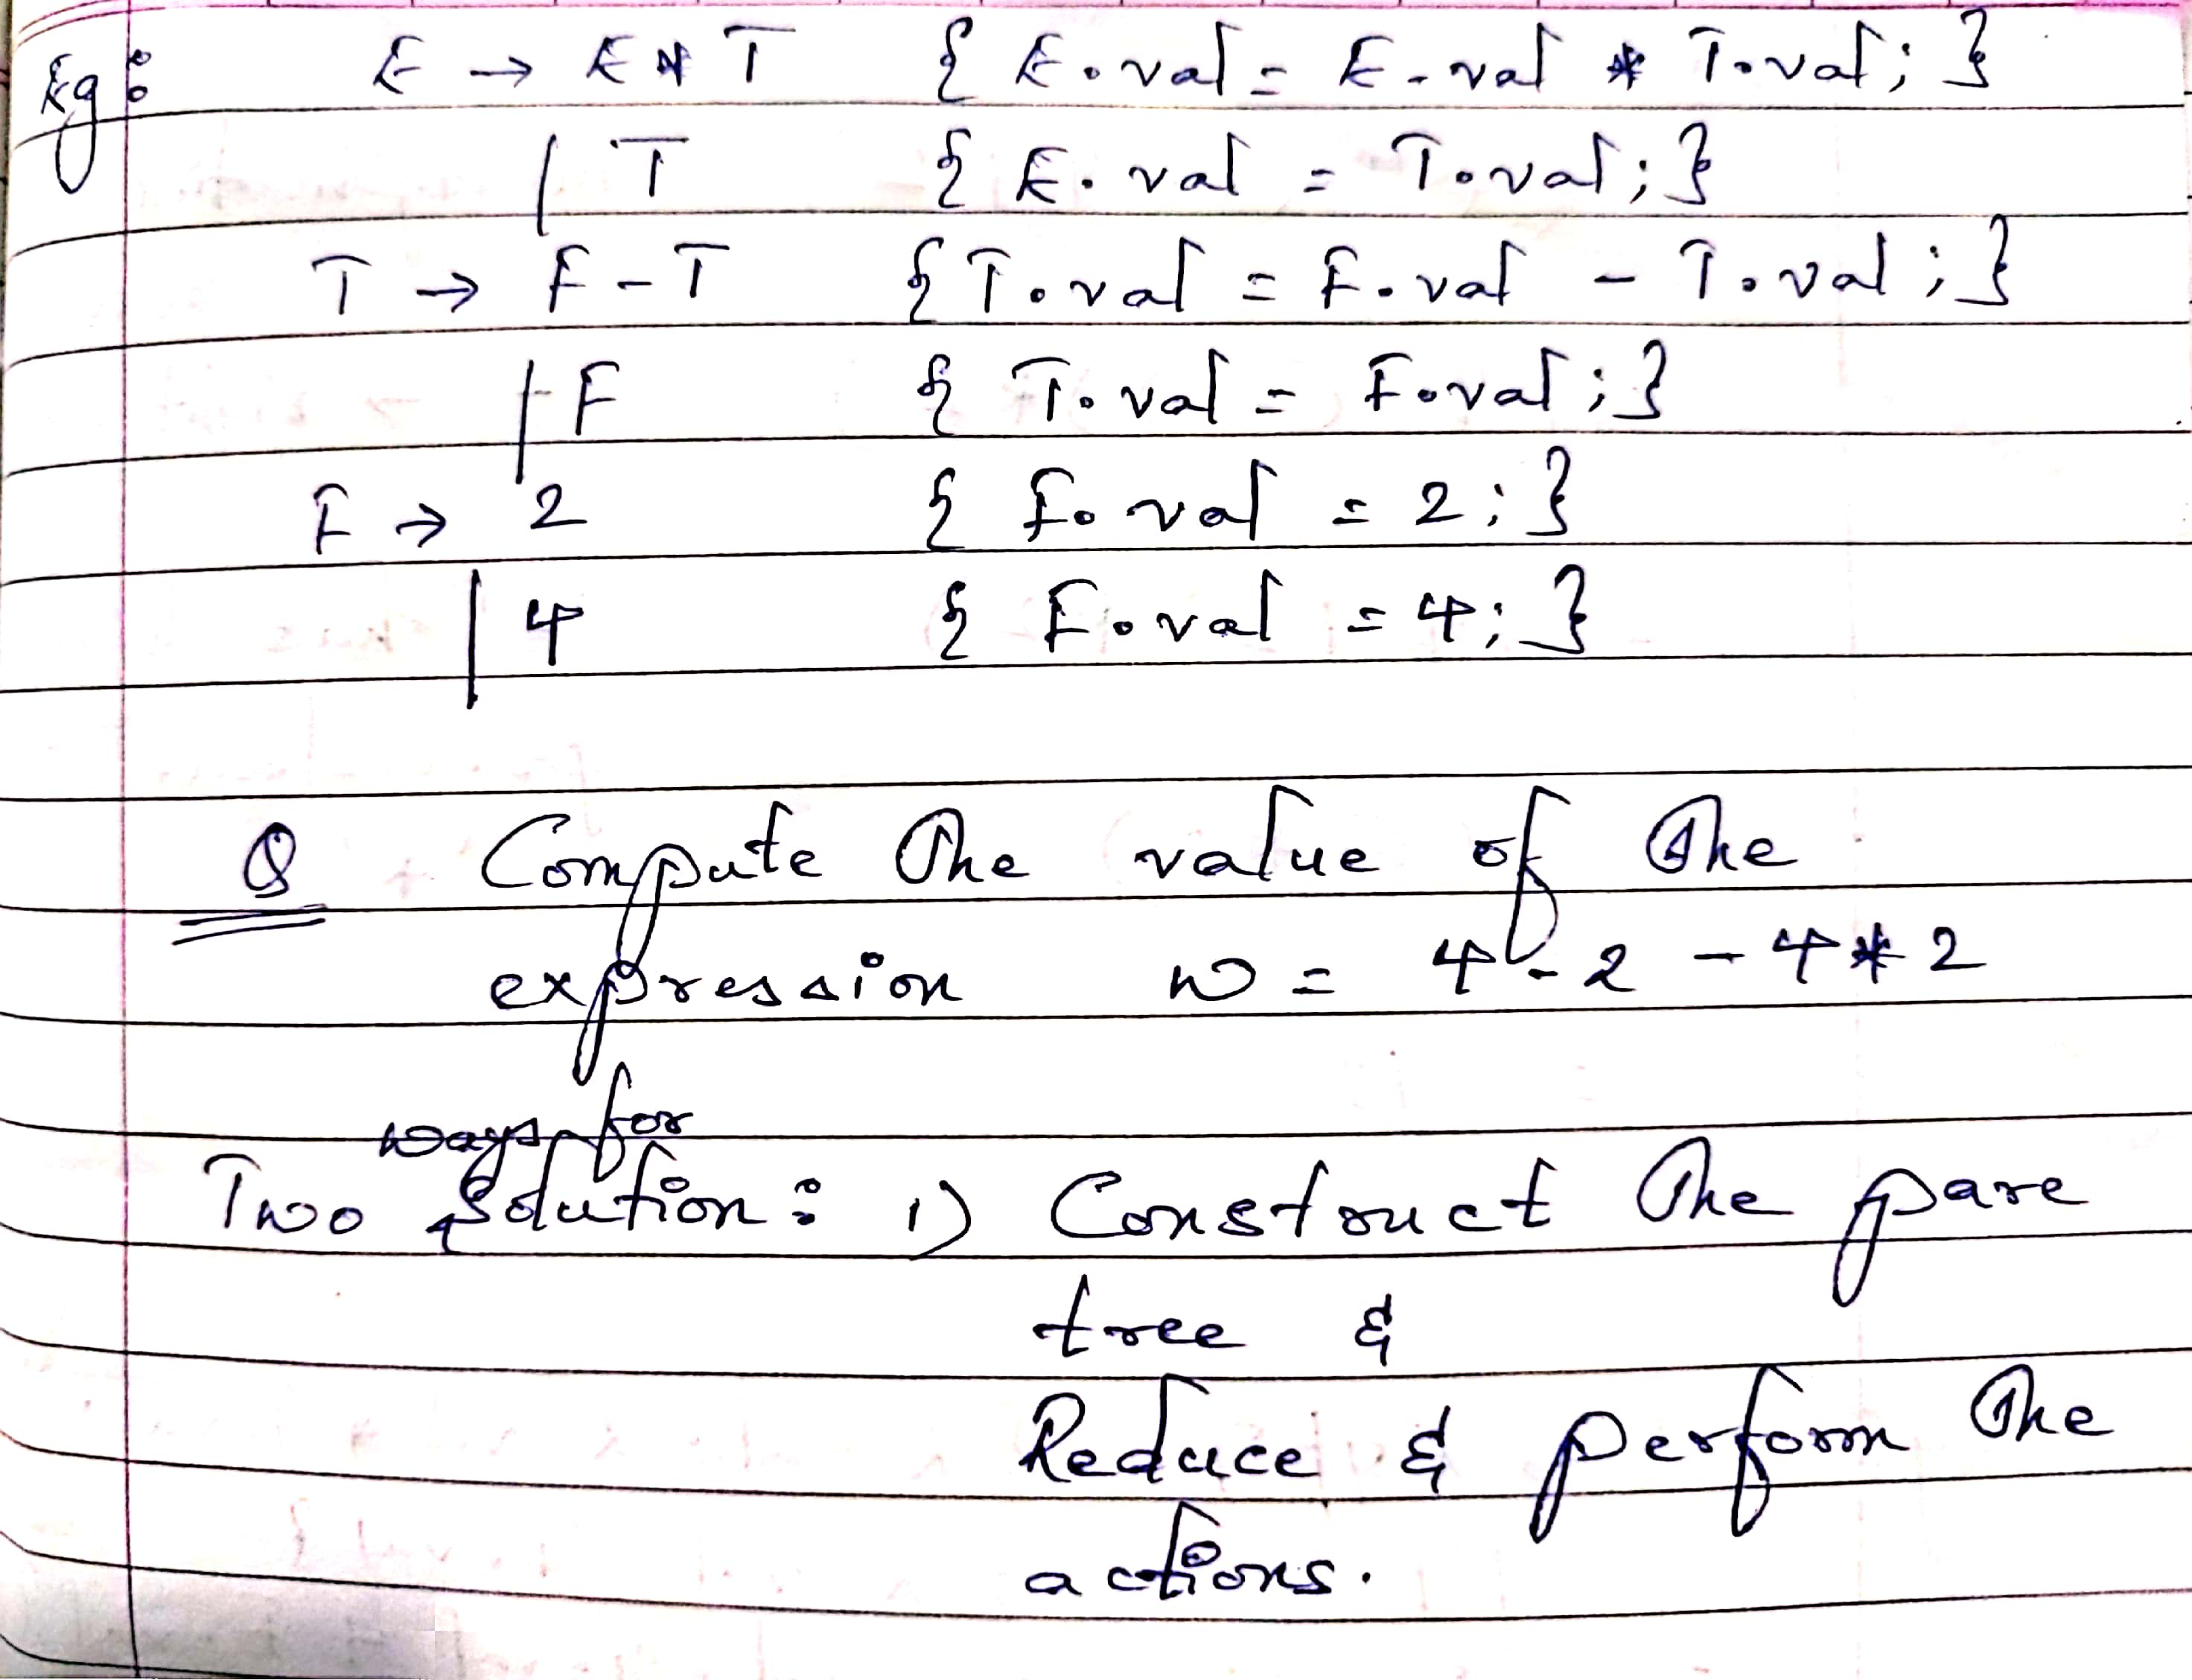 Eg: E → E * T { E.val = E.val * T.val; }
| T { E.val = T.val; }
T → F - T { T.val = F.val - T.val; }
| F { T.val = F.val; }
F → 2 { F.val = 2; }
| 4 { F.val = 4; }
Q Compute the value of the
expression w = 4 - 2 - 4 * 2
ways for
Two Solution: 1) Construct the pare
tree &
Reduce & perform the
actions.